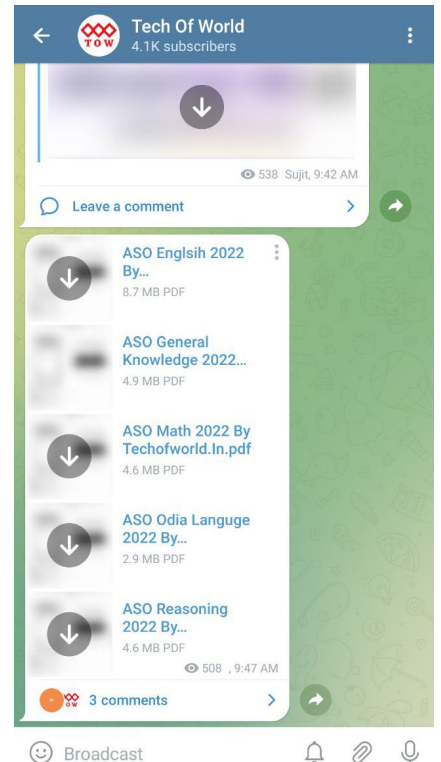 Tech Of World
TOW
4.1K subscribers
538 Sujit, 9:42 AM
Leave a comment
ASO Englsih 2022
By...
8.7 MB PDF
ASO General
Knowledge 2022...
4.9 MB PDF
ASO Math 2022 By
Techofworld.In.pdf
4.6 MB PDF
ASO Odia Languge
2022 By...
2.9 MB PDF
ASO Reasoning
2022 By...
4.6 MB PDF
508 , 9:47 AM
TOW
3 comments
Broadcast